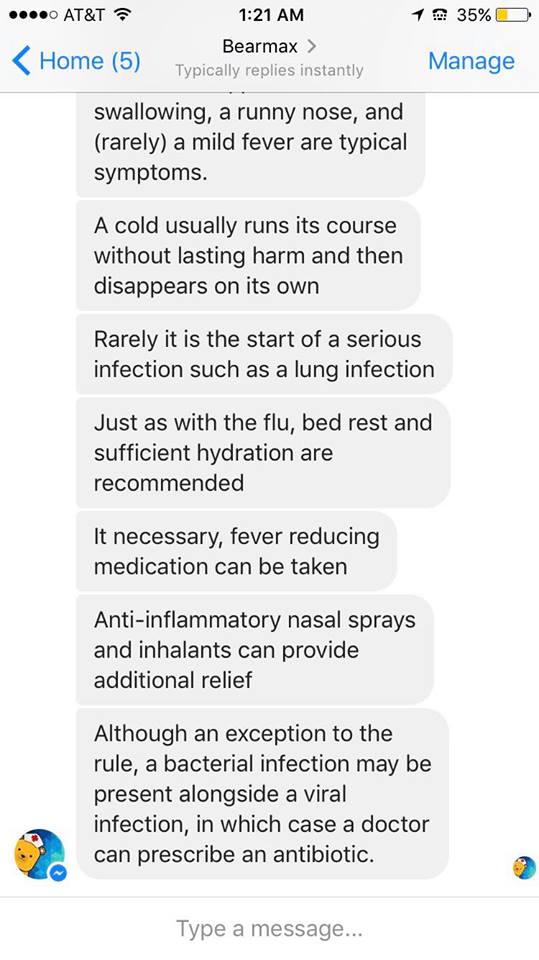 AT&T 1:21 AM 35%
Home (5) Bearmax Manage
Typically replies instantly
swallowing, a runny nose, and
(rarely) a mild fever are typical
symptoms.
A cold usually runs its course
without lasting harm and then
disappears on its own
Rarely it is the start of a serious
infection such as a lung infection
Just as with the flu, bed rest and
sufficient hydration are
recommended
It necessary, fever reducing
medication can be taken
Anti-inflammatory nasal sprays
and inhalants can provide
additional relief
Although an exception to the
rule, a bacterial infection may be
present alongside a viral
infection, in which case a doctor
can prescribe an antibiotic.
Type a message...